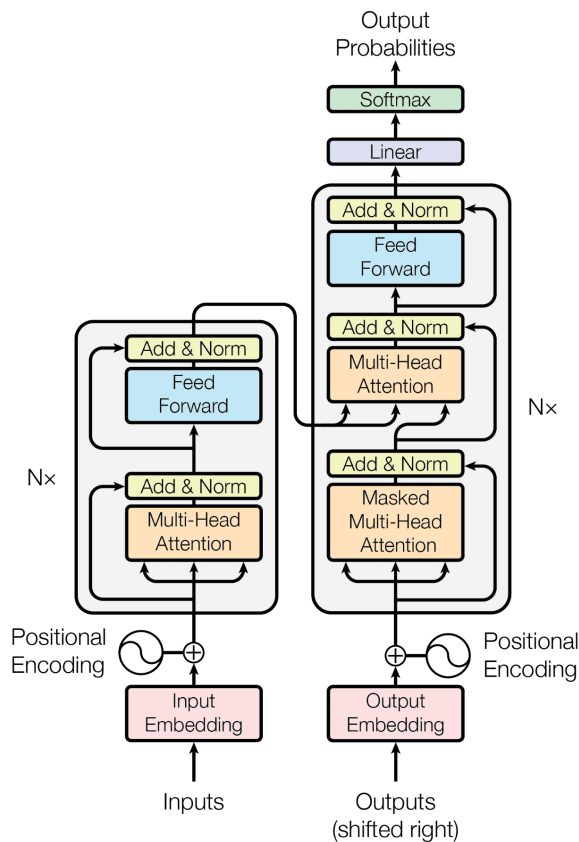 Output
Probabilities
Softmax
Linear
Add & Norm
Feed
Forward
Add & Norm
Multi-Head
Attention
Add & Norm
Masked
Multi-Head
Attention
N×
Add & Norm
Feed
Forward
Add & Norm
Multi-Head
Attention
N×
Positional
Encoding
Positional
Encoding
Input
Embedding
Output
Embedding
Inputs
Outputs
(shifted right)